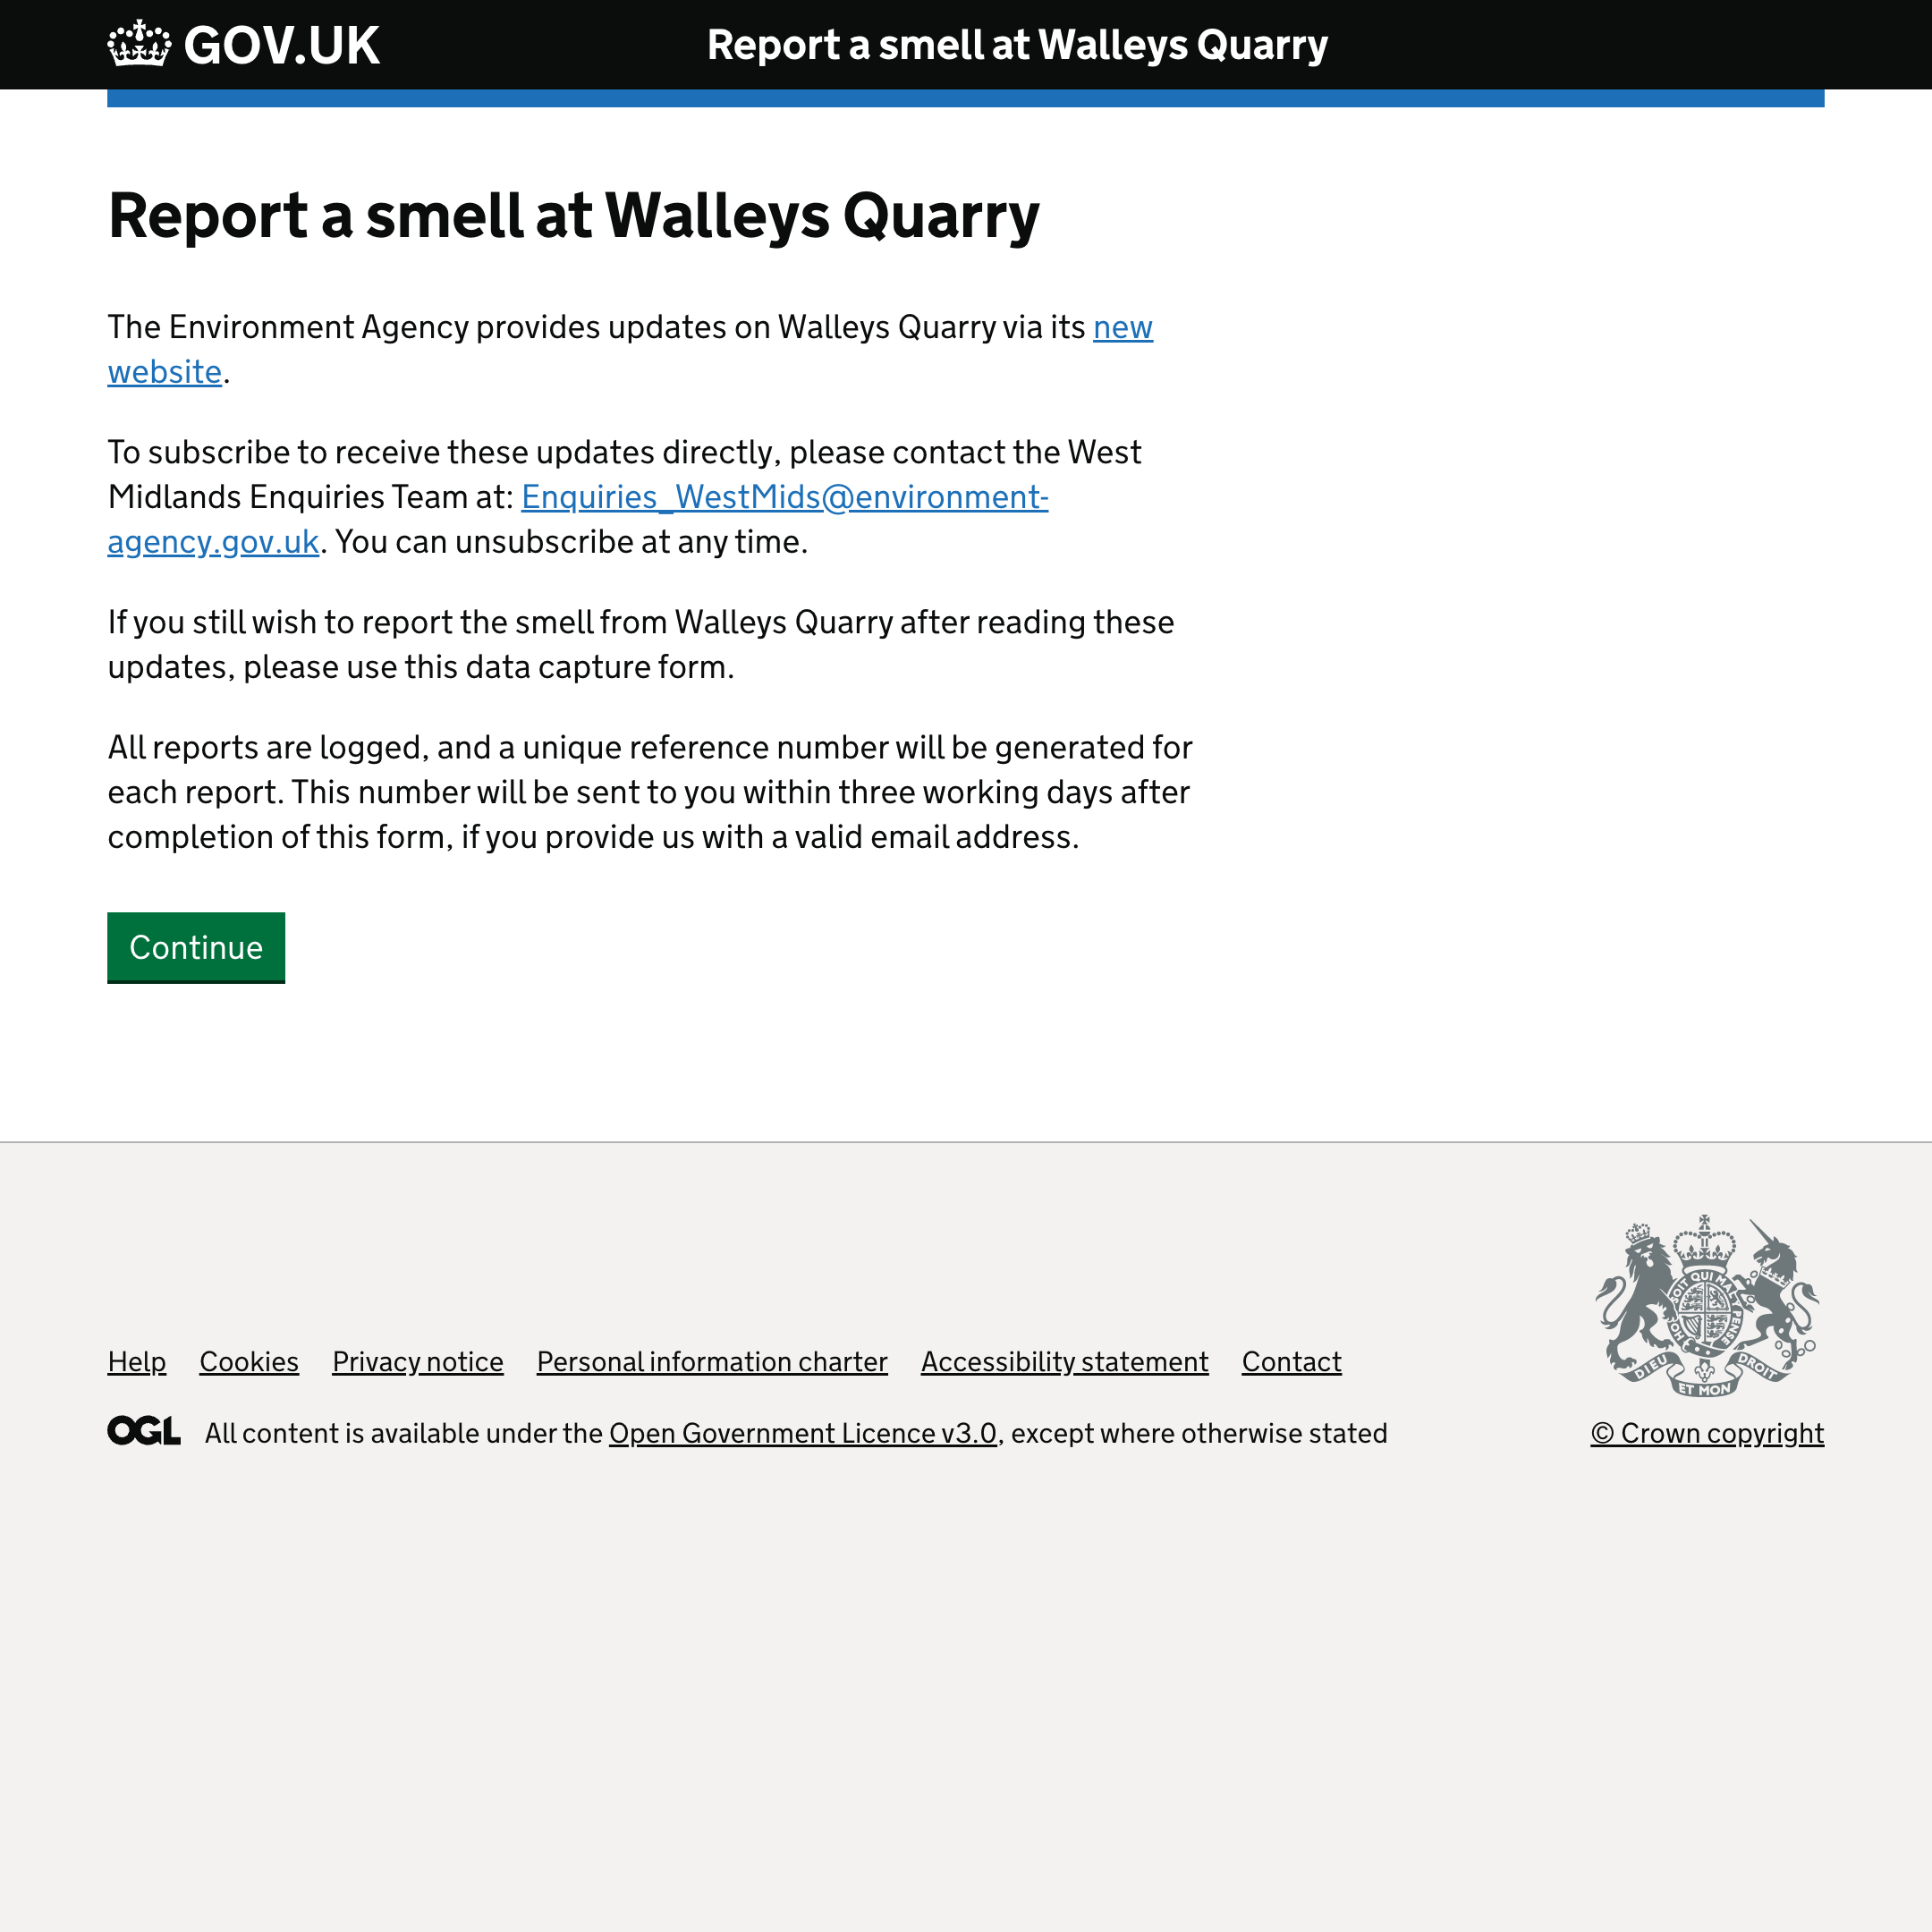 GOV.UK
Report a smell at Walleys Quarry
Report a smell at Walleys Quarry
The Environment Agency provides updates on Walleys Quarry via its new
website.
To subscribe to receive these updates directly, please contact the West
Midlands Enquiries Team at: Enquiries_WestMids@environment-
agency.gov.uk. You can unsubscribe at any time.
If you still wish to report the smell from Walleys Quarry after reading these
updates, please use this data capture form.
All reports are logged, and a unique reference number will be generated for
each report. This number will be sent to you within three working days after
completion of this form, if you provide us with a valid email address.
Continue
Help Cookies Privacy notice Personal information charter Accessibility statement Contact
OGL All content is available under the Open Government Licence v3.0, except where otherwise stated
SOIT QUI MAL Y PENSE HO
DIEU ET MON DROIT
© Crown copyright